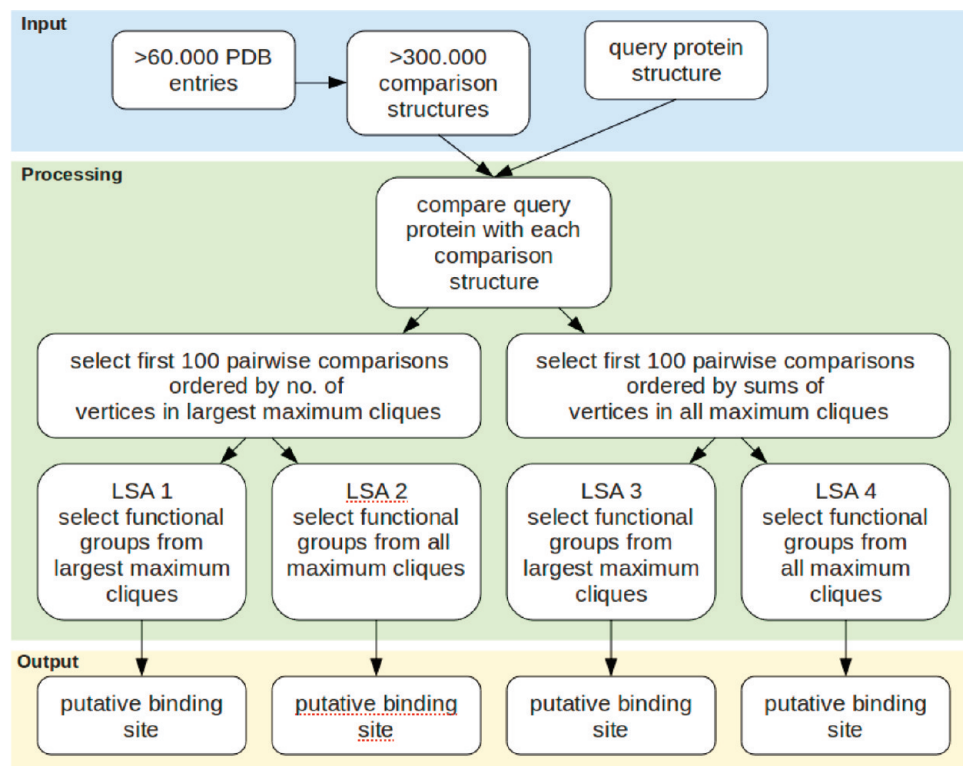 Input
>60.000 PDB
entries
>300.000
comparison
structures
query protein
structure
Processing
compare query
protein with each
comparison
structure
select first 100 pairwise comparisons
ordered by no. of
vertices in largest maximum cliques
select first 100 pairwise comparisons
ordered by sums of
vertices in all maximum cliques
LSA 1
select functional
groups from
largest maximum
cliques
LSA 2
select functional
groups from all
maximum cliques
LSA 3
select functional
groups from
largest maximum
cliques
LSA 4
select functional
groups from
all maximum
cliques
Output
putative binding
site
putative binding
site
putative binding
site
putative binding
site